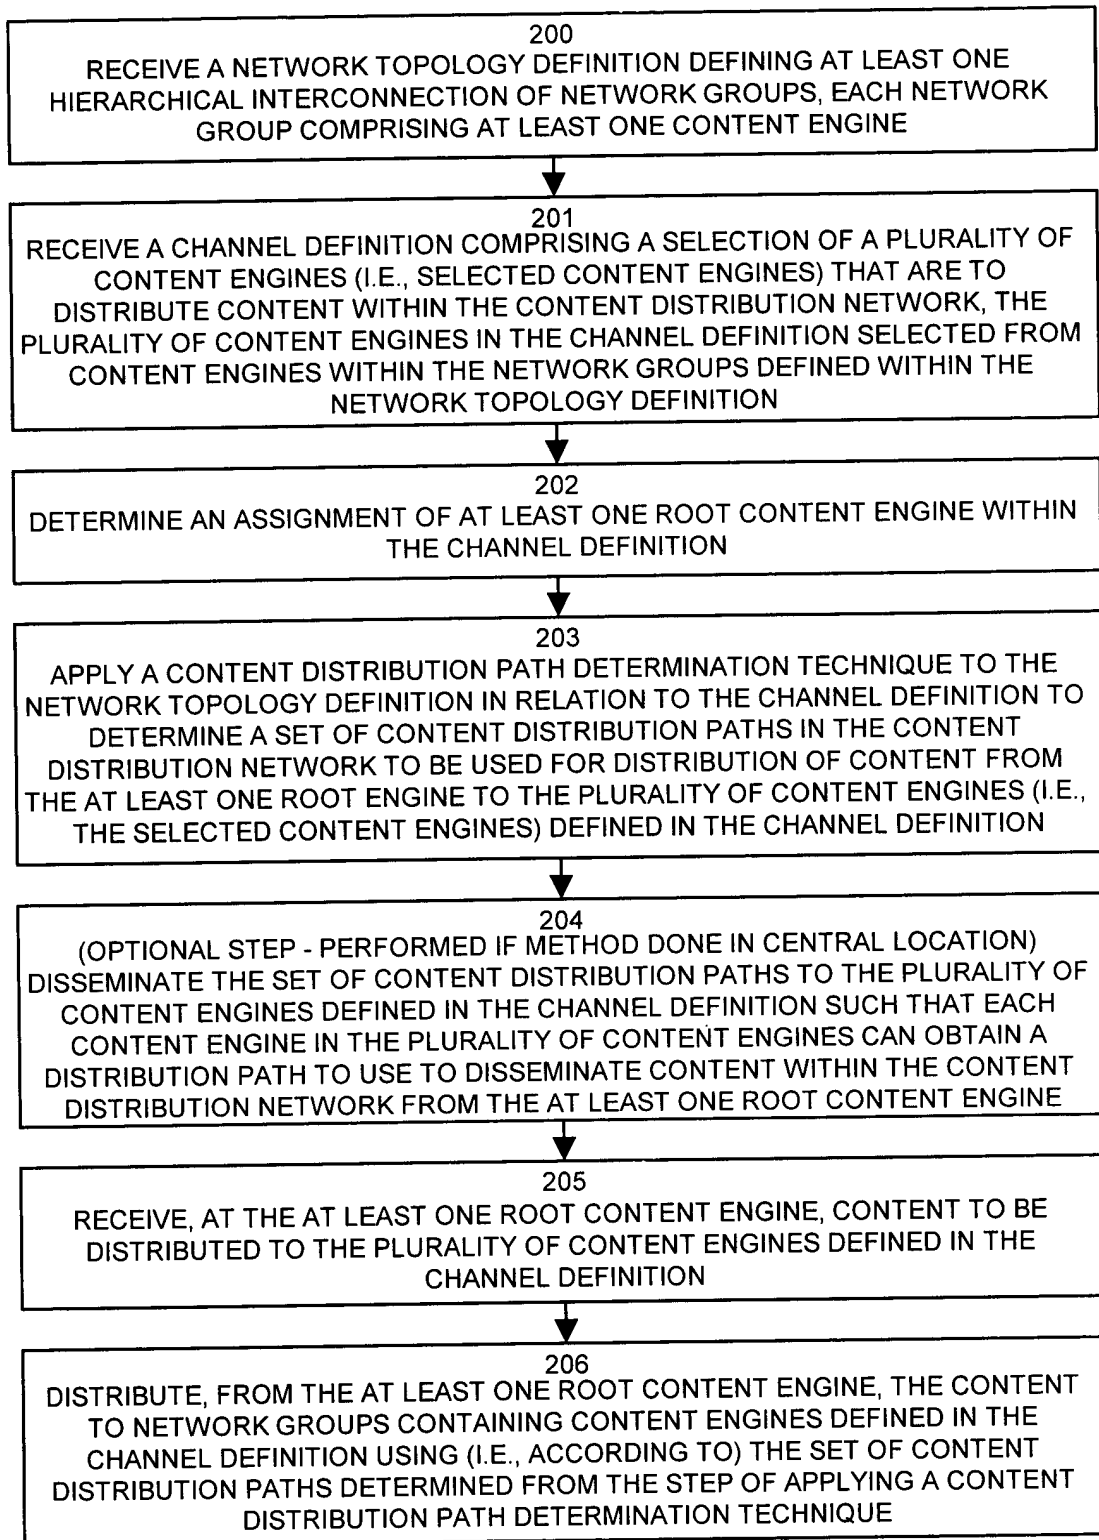 200
RECEIVE A NETWORK TOPOLOGY DEFINITION DEFINING AT LEAST ONE
HIERARCHICAL INTERCONNECTION OF NETWORK GROUPS, EACH NETWORK
GROUP COMPRISING AT LEAST ONE CONTENT ENGINE
201
RECEIVE A CHANNEL DEFINITION COMPRISING A SELECTION OF A PLURALITY OF
CONTENT ENGINES (I.E., SELECTED CONTENT ENGINES) THAT ARE TO
DISTRIBUTE CONTENT WITHIN THE CONTENT DISTRIBUTION NETWORK, THE
PLURALITY OF CONTENT ENGINES IN THE CHANNEL DEFINITION SELECTED FROM
CONTENT ENGINES WITHIN THE NETWORK GROUPS DEFINED WITHIN THE
NETWORK TOPOLOGY DEFINITION
202
DETERMINE AN ASSIGNMENT OF AT LEAST ONE ROOT CONTENT ENGINE WITHIN
THE CHANNEL DEFINITION
203
APPLY A CONTENT DISTRIBUTION PATH DETERMINATION TECHNIQUE TO THE
NETWORK TOPOLOGY DEFINITION IN RELATION TO THE CHANNEL DEFINITION TO
DETERMINE A SET OF CONTENT DISTRIBUTION PATHS IN THE CONTENT
DISTRIBUTION NETWORK TO BE USED FOR DISTRIBUTION OF CONTENT FROM
THE AT LEAST ONE ROOT ENGINE TO THE PLURALITY OF CONTENT ENGINES (I.E.,
THE SELECTED CONTENT ENGINES) DEFINED IN THE CHANNEL DEFINITION
204
(OPTIONAL STEP - PERFORMED IF METHOD DONE IN CENTRAL LOCATION)
DISSEMINATE THE SET OF CONTENT DISTRIBUTION PATHS TO THE PLURALITY OF
CONTENT ENGINES DEFINED IN THE CHANNEL DEFINITION SUCH THAT EACH
CONTENT ENGINE IN THE PLURALITY OF CONTENT ENGINES CAN OBTAIN A
DISTRIBUTION PATH TO USE TO DISSEMINATE CONTENT WITHIN THE CONTENT
DISTRIBUTION NETWORK FROM THE AT LEAST ONE ROOT CONTENT ENGINE
205
RECEIVE, AT THE AT LEAST ONE ROOT CONTENT ENGINE, CONTENT TO BE
DISTRIBUTED TO THE PLURALITY OF CONTENT ENGINES DEFINED IN THE
CHANNEL DEFINITION
206
DISTRIBUTE, FROM THE AT LEAST ONE ROOT CONTENT ENGINE, THE CONTENT
TO NETWORK GROUPS CONTAINING CONTENT ENGINES DEFINED IN THE
CHANNEL DEFINITION USING (I.E., ACCORDING TO) THE SET OF CONTENT
DISTRIBUTION PATHS DETERMINED FROM THE STEP OF APPLYING A CONTENT
DISTRIBUTION PATH DETERMINATION TECHNIQUE